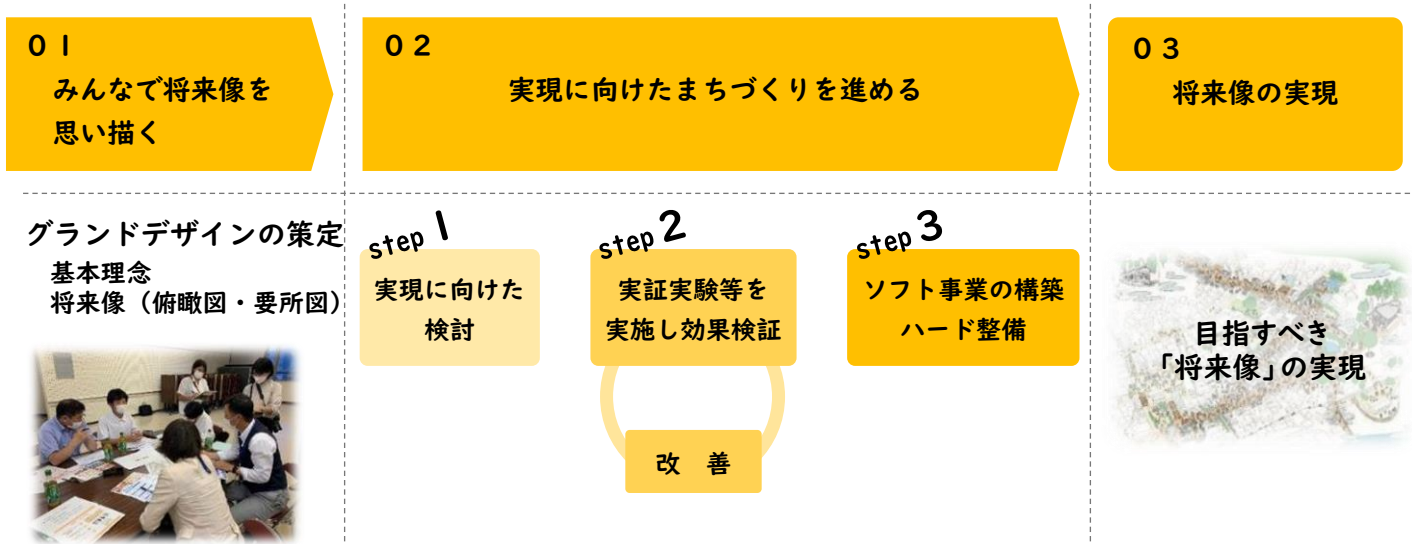 01
みんなで将来像を
思い描く
02
実現に向けたまちづくりを進める
03
将来像の実現
グランドデザインの策定
基本理念
将来像（俯瞰図・要所図）
step 1
実現に向けた
検討
step 2
実証実験等を
実施し効果検証
改　善
step 3
ソフト事業の構築
ハード整備
目指すべき
「将来像」の実現